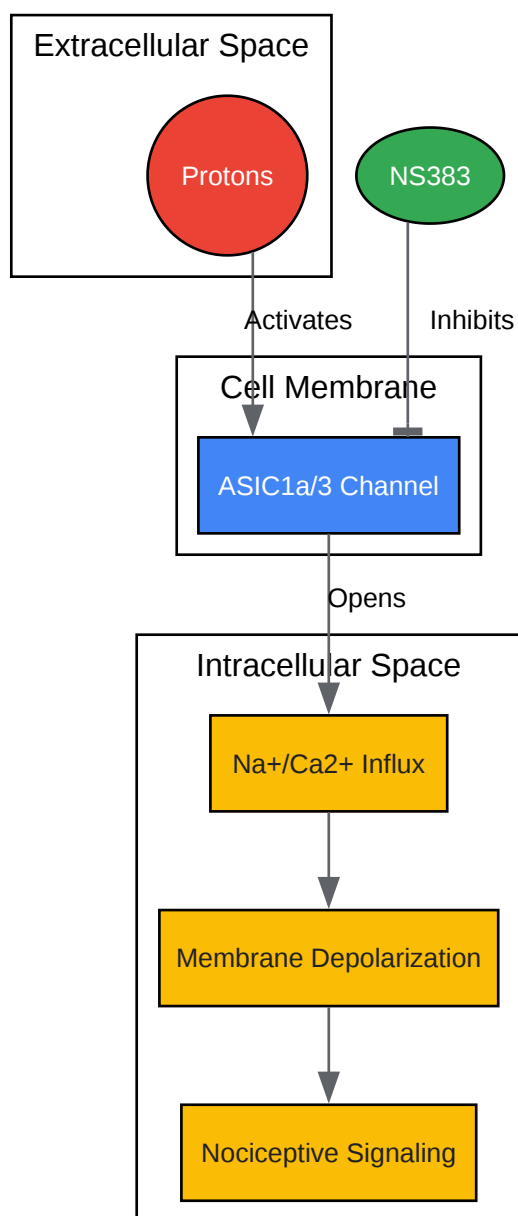 Extracellular Space
Protons
NS383
Activates
Inhibits
Cell Membrane
ASIC1a/3 Channel
Opens
Intracellular Space
Na+/Ca2+ Influx
Membrane Depolarization
Nociceptive Signaling